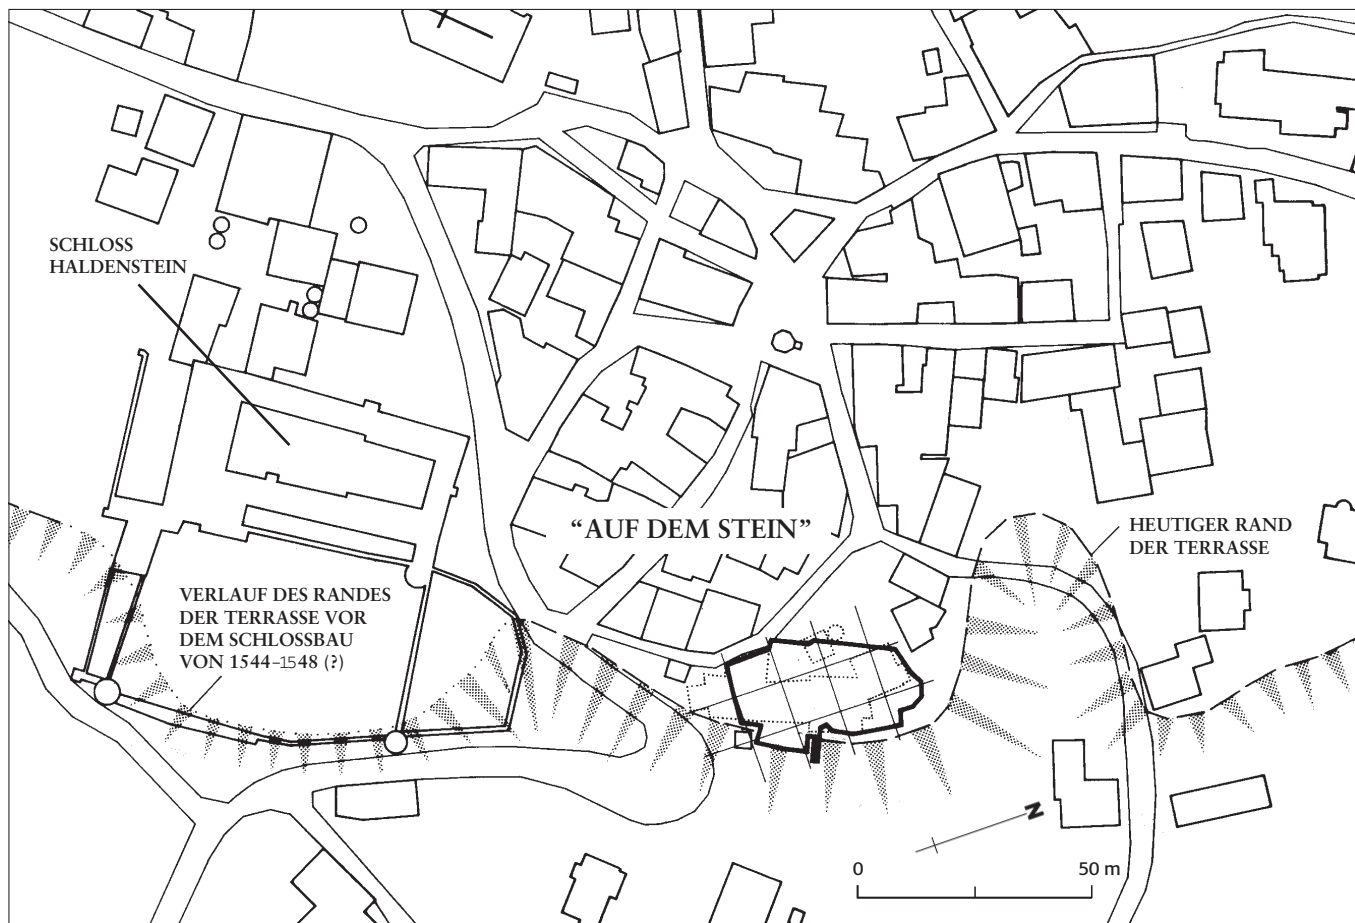 SCHLOSS
HALDENSTEIN
“AUF DEM STEIN”
HEUTIGER RAND
DER TERRASSE
VERLAUF DES RANDES
DER TERRASSE VOR
DEM SCHLOSSBAU
VON 1544–1548 (?)
N
0 50 m